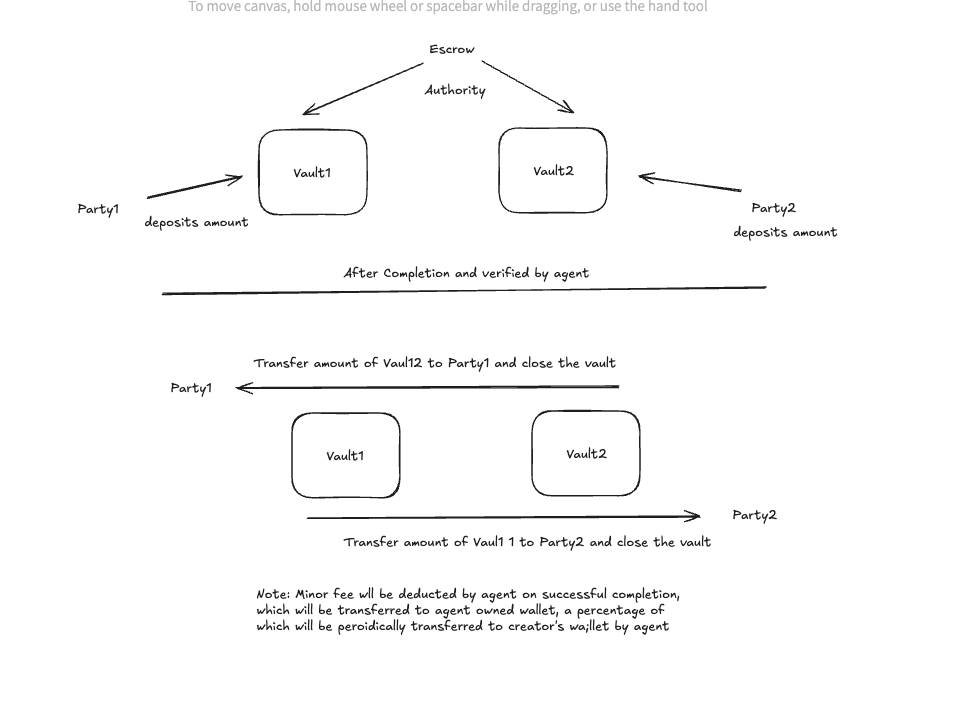 To move canvas, hold mouse wheel or spacebar while dragging, or use the hand tool
Escrow
Authority
Vault1
Vault2
Party1
deposits amount
Party2
deposits amount
After Completion and verified by agent
Transfer amount of Vaul12 to Party1 and close the vault
Party1
Vault1
Vault2
Party2
Transfer amount of Vaul1 1 to Party2 and close the vault
Note: Minor fee wll be deducted by agent on successful completion,
which will be transferred to agent owned wallet, a percentage of
which will be peroidically transferred to creator's wa;llet by agent